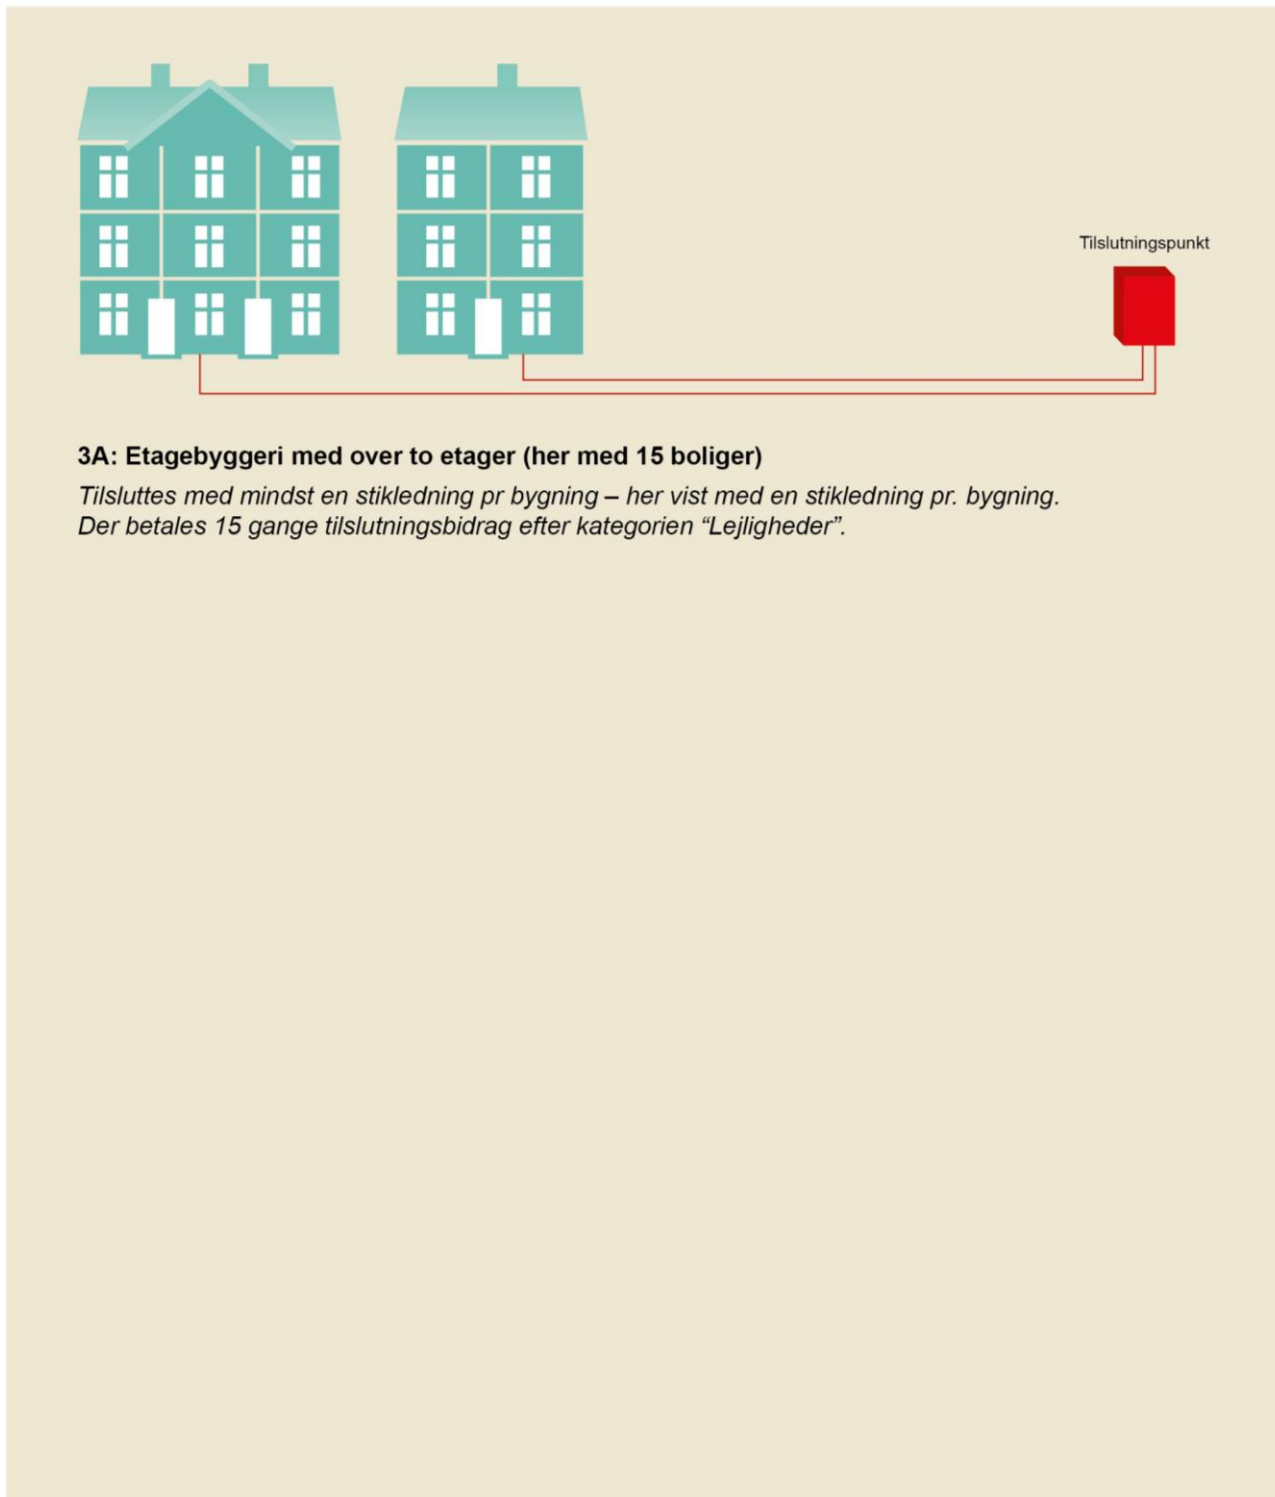 Tilslutningspunkt
3A: Etagebyggeri med over to etager (her med 15 boliger)
Tilsluttes med mindst en stikledning pr bygning – her vist med en stikledning pr. bygning.
Der betales 15 gange tilslutningsbidrag efter kategorien “Lejligheder”.